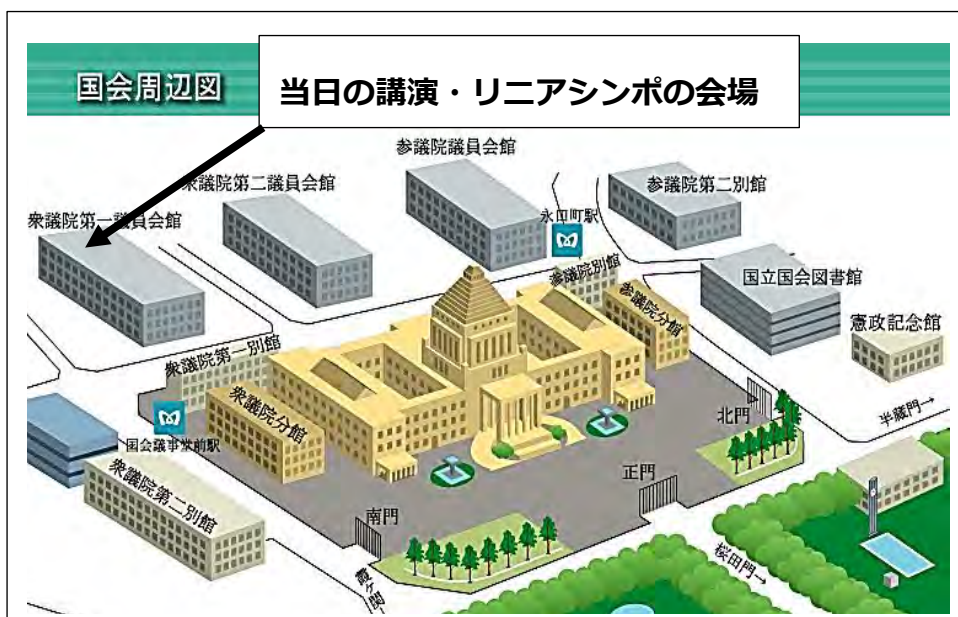 国会周辺図
当日の講演・リニアシンポの会場
参議院議員会館
衆議院第二議員会館
参議院第二別館
衆議院第一議員会館
永田町駅
参議院別館
国立国会図書館
参議院分館
憲政記念館
衆議院第一別館
衆議院分館
北門
半蔵門→
国会議事堂前駅
正門
衆議院第二別館
南門
桜田門→
霞ヶ関→